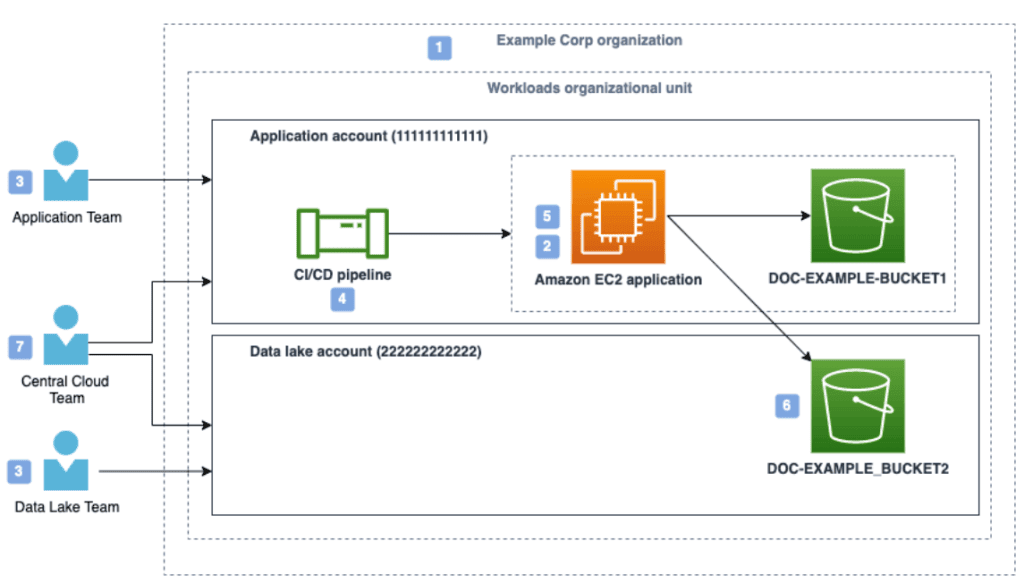 1
Example Corp organization
Workloads organizational unit
Application account (111111111111)
3
Application Team
5
2
CI/CD pipeline
4
Amazon EC2 application
DOC-EXAMPLE-BUCKET1
7
Central Cloud
Team
Data lake account (222222222222)
6
3
Data Lake Team
DOC-EXAMPLE_BUCKET2